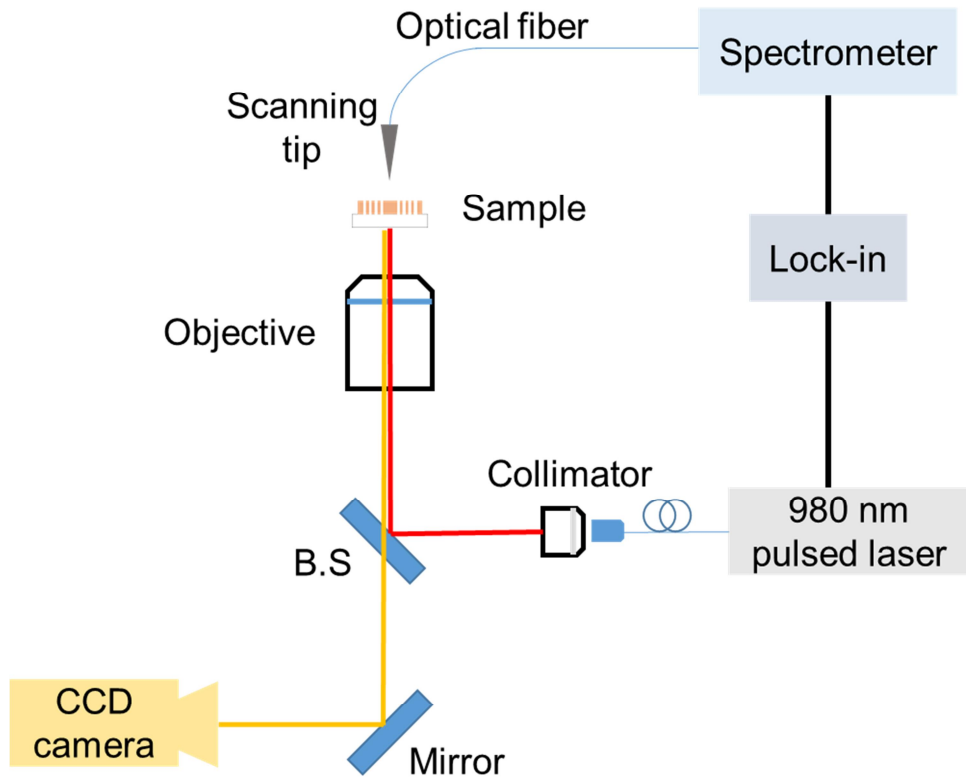 Optical fiber
Spectrometer
Scanning
tip
Sample
Lock-in
Objective
Collimator
980 nm
pulsed laser
B.S
CCD
camera
Mirror